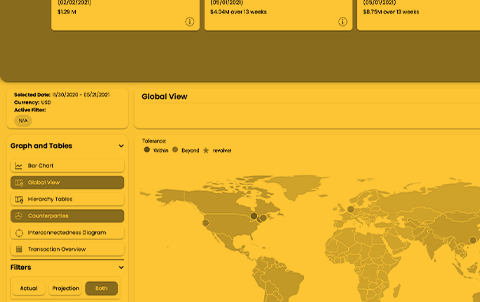 (02/02/2021)
$1.29 M
(05/01/2021)
$4.04M over 13 weeks
(05/01/2021)
$8.75M over 13 weeks
Selected Date: 11/30/2020 - 05/21/2021
Currency: USD
Active Filter:
N/A
Global View
Graph and Tables
Bar Chart
Global View
Hierarchy Tables
Counterparties
Interconnectedness Diagram
Transaction Overview
Filters
Actual Projection Both
Tolerance:
Within Beyond revolver